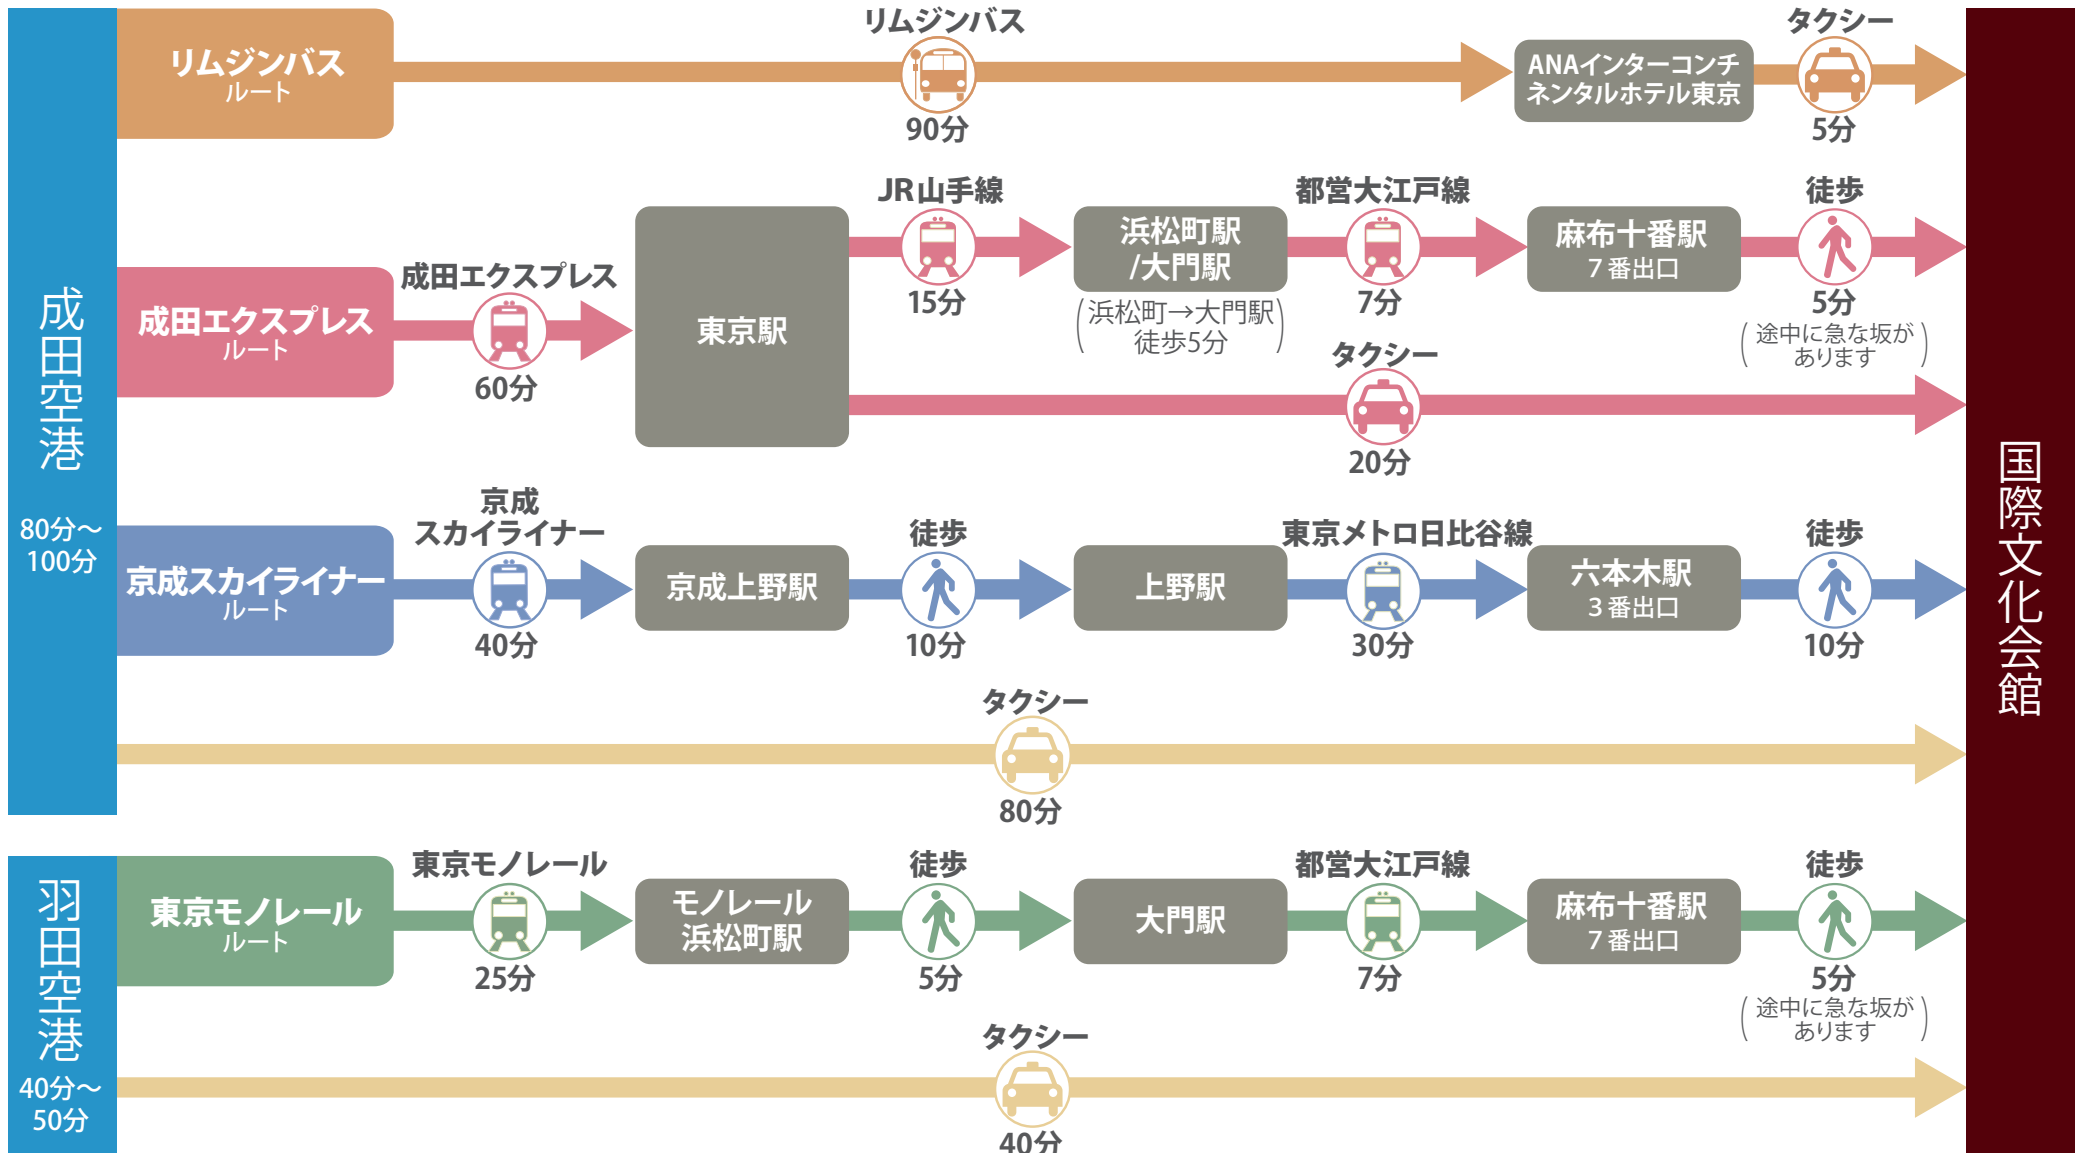 成田空港
80分～
100分
リムジンバス
ルート
リムジンバス
90分
ANAインターコンチ
ネンタルホテル東京
タクシー
5分
成田エクスプレス
ルート
成田エクスプレス
60分
東京駅
JR山手線
15分
浜松町駅
/大門駅
(浜松町→大門駅
徒歩5分)
都営大江戸線
7分
麻布十番駅
7番出口
徒歩
5分
(途中に急な坂が
あります)
タクシー
20分
京成スカイライナー
ルート
京成
スカイライナー
40分
京成上野駅
徒歩
10分
上野駅
東京メトロ日比谷線
30分
六本木駅
3番出口
徒歩
10分
タクシー
80分
羽田空港
40分～
50分
東京モノレール
ルート
東京モノレール
25分
モノレール
浜松町駅
徒歩
5分
大門駅
都営大江戸線
7分
麻布十番駅
7番出口
徒歩
5分
(途中に急な坂が
あります)
タクシー
40分
国際文化会館